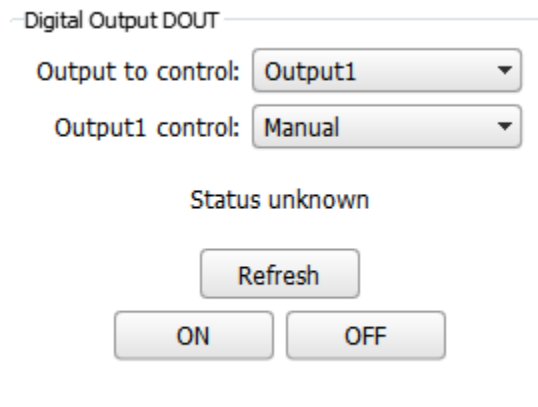 Digital Output DOUT
Output to control: Output1
Output1 control: Manual
Status unknown
Refresh
ON OFF